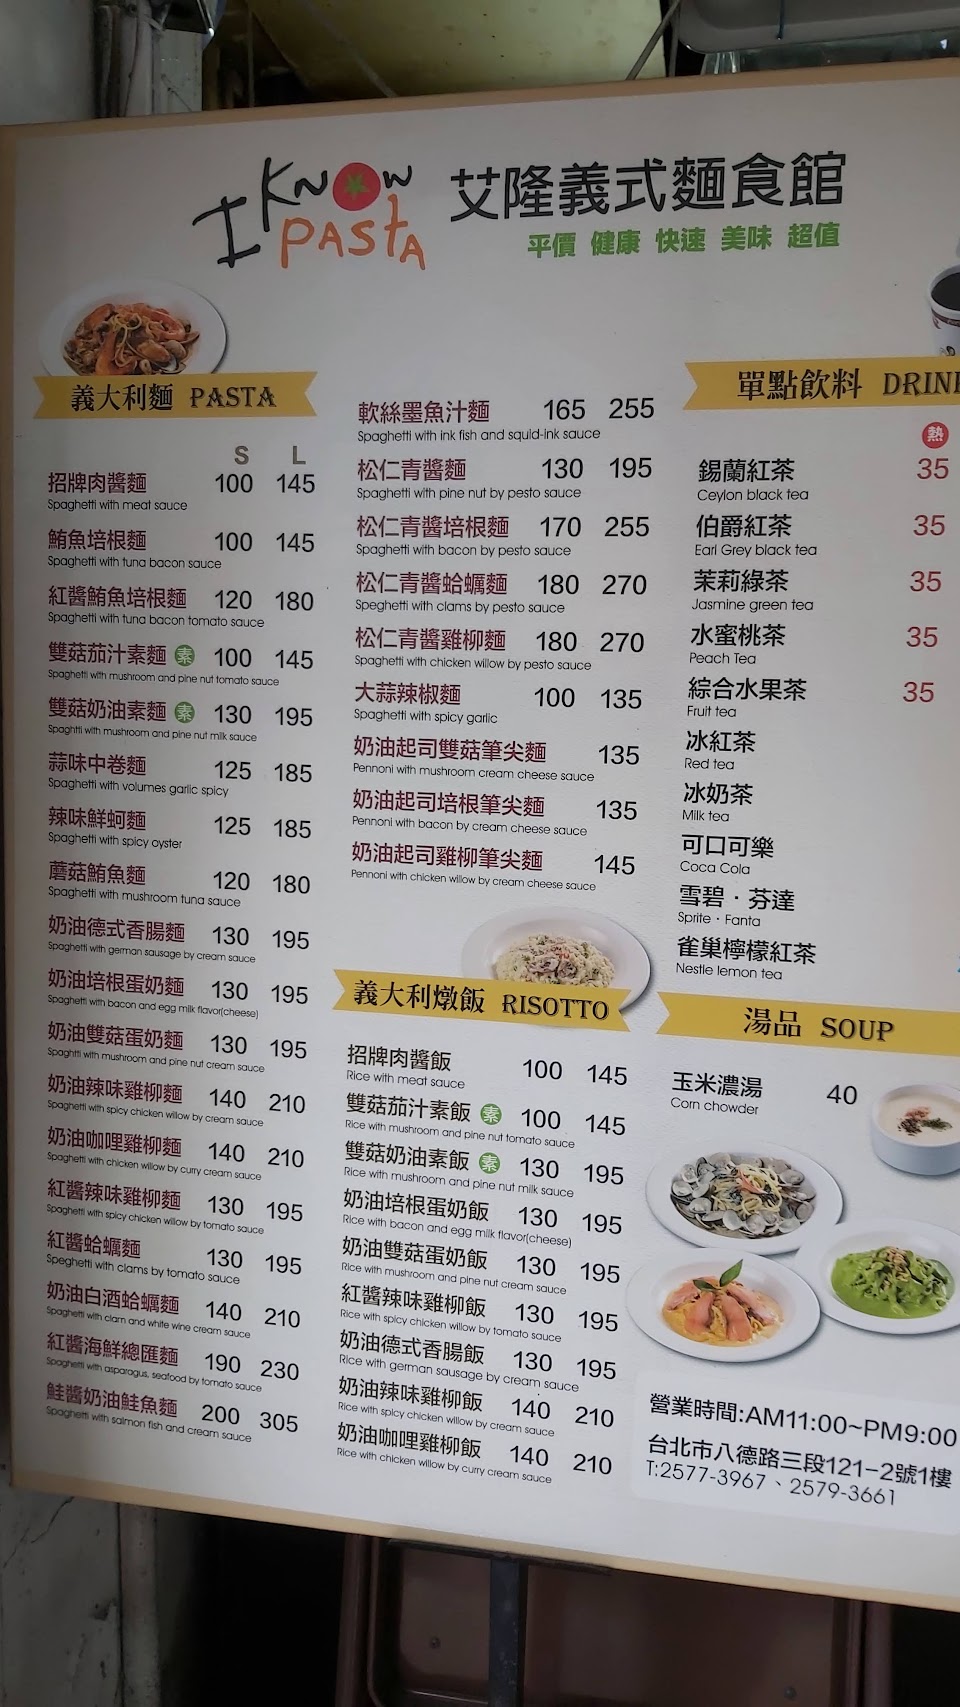 I KNOW PASTA
艾隆義式麵食館
平價 健康 快速 美味 超值
義大利麵 PASTA
S L
招牌肉醬麵 100 145
Spaghetti with meat sauce
鮪魚培根麵 100 145
Spaghetti with tuna bacon sauce
紅醬鮪魚培根麵 120 180
Spaghetti with tuna bacon tomato sauce
雙菇茄汁素麵 素 100 145
Spaghetti with mushroom and pine nut tomato sauce
雙菇奶油素麵 素 130 195
Spaghtti with mushroom and pine nut milk sauce
蒜味中卷麵 125 185
Spaghetti with volumes garlic spicy
辣味鮮蚵麵 125 185
Spaghetti with spicy oyster
蘑菇鮪魚麵 120 180
Spaghetti with mushroom tuna sauce
奶油德式香腸麵 130 195
Spaghetti with german sausage by cream sauce
奶油培根蛋奶麵 130 195
Spaghetti with bacon and egg milk flavor(cheese)
奶油雙菇蛋奶麵 130 195
Spaghtti with mushroom and pine nut cream sauce
奶油辣味雞柳麵 140 210
Spaghetti with spicy chicken willow by cream sauce
奶油咖哩雞柳麵 140 210
Spaghetti with chicken willow by curry cream sauce
紅醬辣味雞柳麵 130 195
Spaghetti with spicy chicken willow by tomato sauce
紅醬蛤蠣麵 130 195
Speghetti with clams by tomato sauce
奶油白酒蛤蠣麵 140 210
Spaghetti with clam and white wine cream sauce
紅醬海鮮總匯麵 190 230
Spaghetti with asparagus, seafood by tomato sauce
鮭醬奶油鮭魚麵 200 305
Spaghetti with salmon fish and cream sauce
軟絲墨魚汁麵 165 255
Spaghetti with ink fish and squid-ink sauce
松仁青醬麵 130 195
Spaghetti with pine nut by pesto sauce
松仁青醬培根麵 170 255
Spaghetti with bacon by pesto sauce
松仁青醬蛤蠣麵 180 270
Speghetti with clams by pesto sauce
松仁青醬雞柳麵 180 270
Spaghetti with chicken willow by pesto sauce
大蒜辣椒麵 100 135
Spaghetti with spicy garlic
奶油起司雙菇筆尖麵 135
Pennoni with mushroom cream cheese sauce
奶油起司培根筆尖麵 135
Pennoni with bacon by cream cheese sauce
奶油起司雞柳筆尖麵 145
Pennoni with chicken willow by cream cheese sauce
義大利燉飯 RISOTTO
招牌肉醬飯 100 145
Rice with meat sauce
雙菇茄汁素飯 素 100 145
Rice with mushroom and pine nut tomato sauce
雙菇奶油素飯 素 130 195
Rice with mushroom and pine nut milk sauce
奶油培根蛋奶飯 130 195
Rice with bacon and egg milk flavor(cheese)
奶油雙菇蛋奶飯 130 195
Rice with mushroom and pine nut cream sauce
紅醬辣味雞柳飯 130 195
Rice with spicy chicken willow by tomato sauce
奶油德式香腸飯 130 195
Rice with german sausage by cream sauce
奶油辣味雞柳飯 140 210
Rice with spicy chicken willow by cream sauce
奶油咖哩雞柳飯 140 210
Rice with chicken willow by curry cream sauce
單點飲料 DRIN
熱
錫蘭紅茶 35
Ceylon black tea
伯爵紅茶 35
Earl Grey black tea
茉莉綠茶 35
Jasmine green tea
水蜜桃茶 35
Peach Tea
綜合水果茶 35
Fruit tea
冰紅茶
Red tea
冰奶茶
Milk tea
可口可樂
Coca Cola
雪碧・芬達
Sprite・Fanta
雀巢檸檬紅茶
Nestle lemon tea
湯品 SOUP
玉米濃湯 40
Corn chowder
營業時間:AM11:00~PM9:00
台北市八德路三段121-2號1樓
T:2577-3967、2579-3661